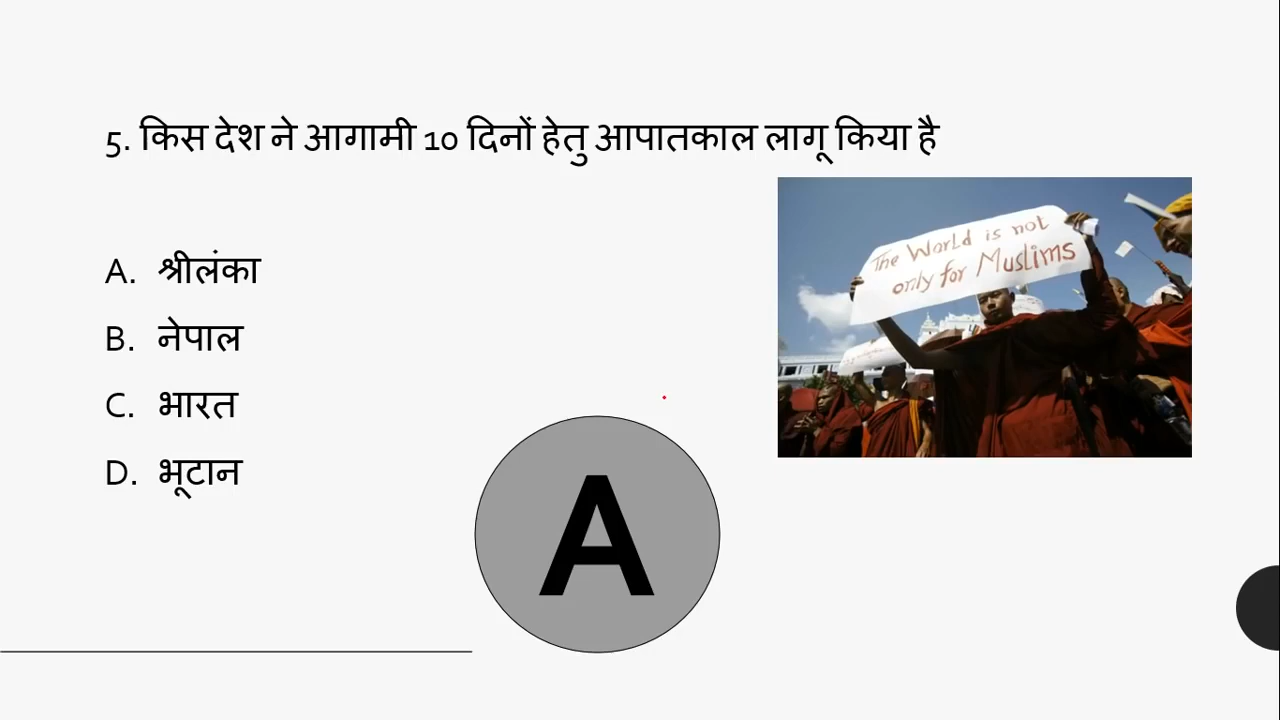 5. किस देश ने आगामी 10 दिनों हेतु आपातकाल लागू किया है
The World is not
only for Muslims
A. श्रीलंका
B. नेपाल
C. भारत
D. भूटान
A